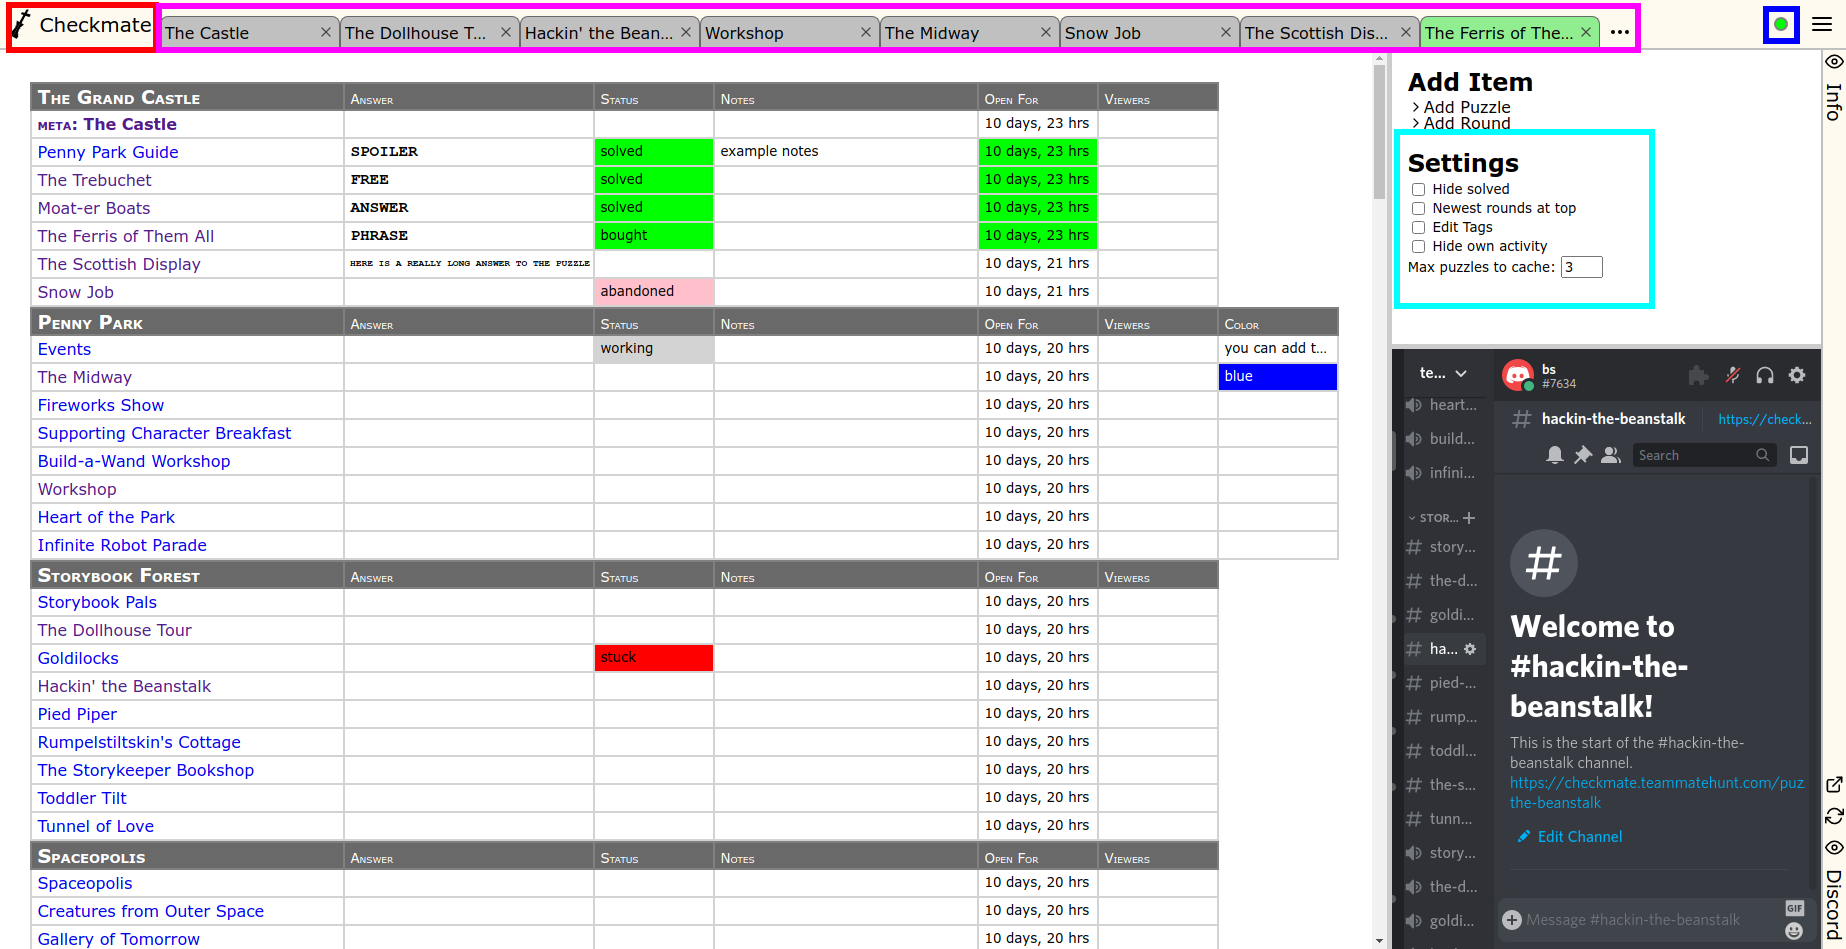 Checkmate
The Castle
The Dollhouse T...
Hackin' the Bean...
Workshop
The Midway
Snow Job
The Scottish Dis...
The Ferris of The...
THE GRAND CASTLE ANSWER STATUS NOTES OPEN FOR VIEWERS
META: The Castle 10 days, 23 hrs
Penny Park Guide SPOILER solved example notes 10 days, 23 hrs
The Trebuchet FREE solved 10 days, 23 hrs
Moat-er Boats ANSWER solved 10 days, 23 hrs
The Ferris of Them All PHRASE bought 10 days, 23 hrs
The Scottish Display HERE IS A REALLY LONG ANSWER TO THE PUZZLE 10 days, 21 hrs
Snow Job abandoned 10 days, 21 hrs
PENNY PARK ANSWER STATUS NOTES OPEN FOR VIEWERS COLOR
Events working 10 days, 20 hrs you can add t...
The Midway 10 days, 20 hrs blue
Fireworks Show 10 days, 20 hrs
Supporting Character Breakfast 10 days, 20 hrs
Build-a-Wand Workshop 10 days, 20 hrs
Workshop 10 days, 20 hrs
Heart of the Park 10 days, 20 hrs
Infinite Robot Parade 10 days, 20 hrs
STORYBOOK FOREST ANSWER STATUS NOTES OPEN FOR VIEWERS
Storybook Pals 10 days, 20 hrs
The Dollhouse Tour 10 days, 20 hrs
Goldilocks stuck 10 days, 20 hrs
Hackin' the Beanstalk 10 days, 20 hrs
Pied Piper 10 days, 20 hrs
Rumpelstiltskin's Cottage 10 days, 20 hrs
The Storykeeper Bookshop 10 days, 20 hrs
Toddler Tilt 10 days, 20 hrs
Tunnel of Love 10 days, 20 hrs
SPACEOPOLIS ANSWER STATUS NOTES OPEN FOR VIEWERS
Spaceopolis 10 days, 20 hrs
Creatures from Outer Space 10 days, 20 hrs
Gallery of Tomorrow 10 days, 20 hrs
Add Item
Add Puzzle
Add Round
Settings
Hide solved
Newest rounds at top
Edit Tags
Hide own activity
Max puzzles to cache: 3
Info
te...
heart...
build...
infini...
STOR...
story...
the-d...
goldi...
ha...
pied-...
rump...
toddl...
the-s...
tunn...
story...
the-d...
goldi...
bs
#7634
hackin-the-beanstalk https://check...
Search
Welcome to
#hackin-the-
beanstalk!
This is the start of the #hackin-the-
beanstalk channel.
https://checkmate.teammatehunt.com/puz
the-beanstalk
Edit Channel
GIF
Message #hackin-the-beanstalk
Discord